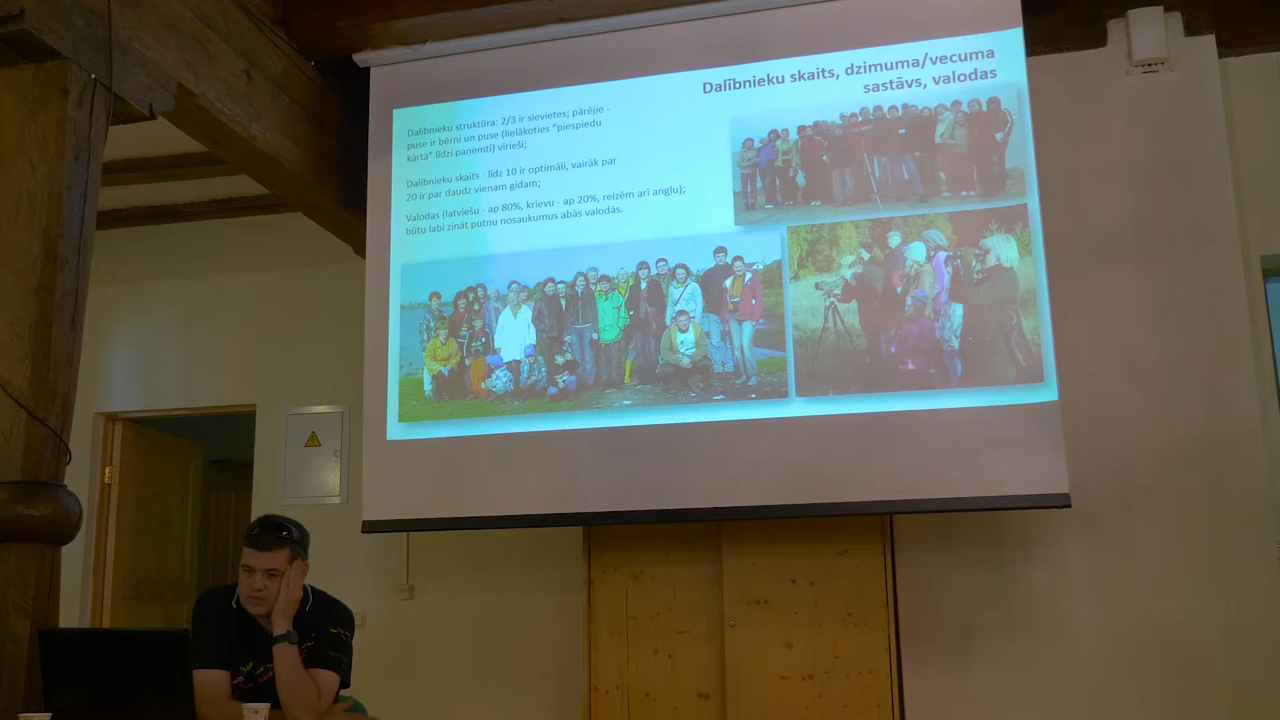 Dalībnieku skaits, dzimuma/vecuma
sastāvs, valodas
Dalībnieku struktūra: 2/3 ir sievietes; pārējie -
puse ir bērni un puse (lielākoties "piespiedu
kārtā" līdzi paņemti) vīrieši;
Dalībnieku skaits - līdz 10 ir optimāli, vairāk par
20 ir par daudz vienam gidam;
Valodas (latviešu - ap 80%, krievu - ap 20%, reizēm arī angļu);
būtu labi zināt putnu nosaukumus abās valodās.